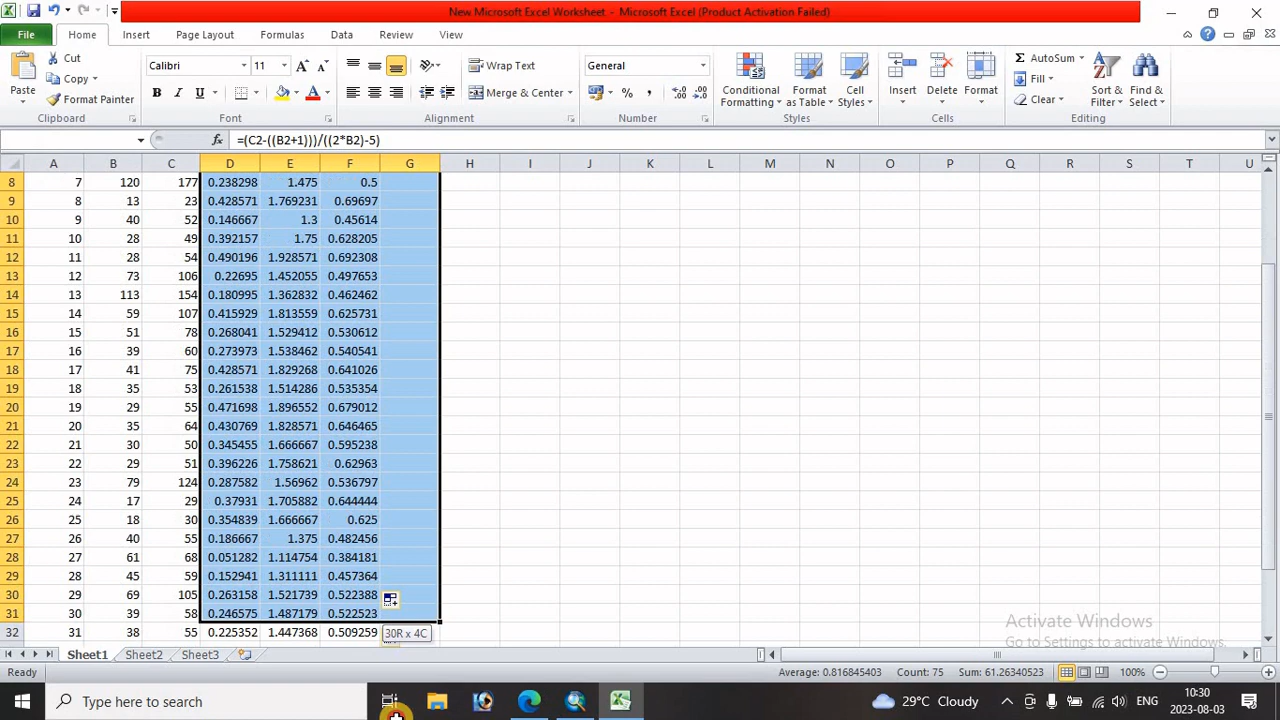 New Microsoft Excel Worksheet - Microsoft Excel (Product Activation Failed)
File Home Insert Page Layout Formulas Data Review View
Cut
Copy
Format Painter
Paste
Clipboard
Calibri 11
B I U
Font
Wrap Text
Merge & Center
Alignment
General
Number
Conditional Formatting
Format as Table
Cell Styles
Styles
Insert
Delete
Format
Cells
AutoSum
Fill
Clear
Sort & Filter
Find & Select
Editing
fx =(C2-((B2+1)))/((2*B2)-5)
A B C D E F G H I J K L M N O P Q R S T U
8 7 120 177 0.238298 1.475 0.5
9 8 13 23 0.428571 1.769231 0.69697
10 9 40 52 0.146667 1.3 0.45614
11 10 28 49 0.392157 1.75 0.628205
12 11 28 54 0.490196 1.928571 0.692308
13 12 73 106 0.22695 1.452055 0.497653
14 13 113 154 0.180995 1.362832 0.462462
15 14 59 107 0.415929 1.813559 0.625731
16 15 51 78 0.268041 1.529412 0.530612
17 16 39 60 0.273973 1.538462 0.540541
18 17 41 75 0.428571 1.829268 0.641026
19 18 35 53 0.261538 1.514286 0.535354
20 19 29 55 0.471698 1.896552 0.679012
21 20 35 64 0.430769 1.828571 0.646465
22 21 30 50 0.345455 1.666667 0.595238
23 22 29 51 0.396226 1.758621 0.62963
24 23 79 124 0.287582 1.56962 0.536797
25 24 17 29 0.37931 1.705882 0.644444
26 25 18 30 0.354839 1.666667 0.625
27 26 40 55 0.186667 1.375 0.482456
28 27 61 68 0.051282 1.114754 0.384181
29 28 45 59 0.152941 1.311111 0.457364
30 29 69 105 0.263158 1.521739 0.522388
31 30 39 58 0.246575 1.487179 0.522523
32 31 38 55 0.225352 1.447368 0.509259
30R x 4C
Activate Windows
Go to Settings to activate Windows.
Sheet1 Sheet2 Sheet3
Ready Average: 0.816845403 Count: 75 Sum: 61.26340523 100%
Type here to search
29°C Cloudy
ENG
10:30
2023-08-03